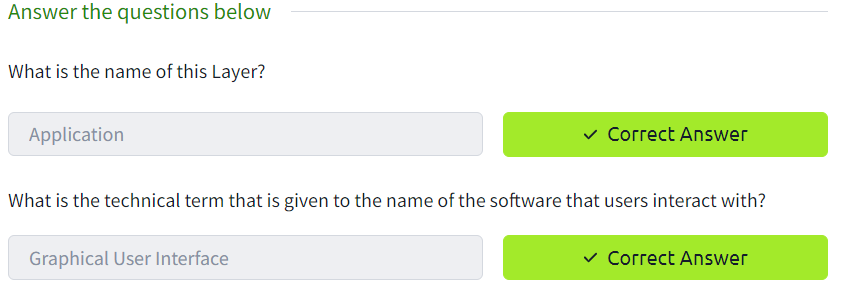 Answer the questions below
What is the name of this Layer?
Application
Correct Answer
What is the technical term that is given to the name of the software that users interact with?
Graphical User Interface
Correct Answer